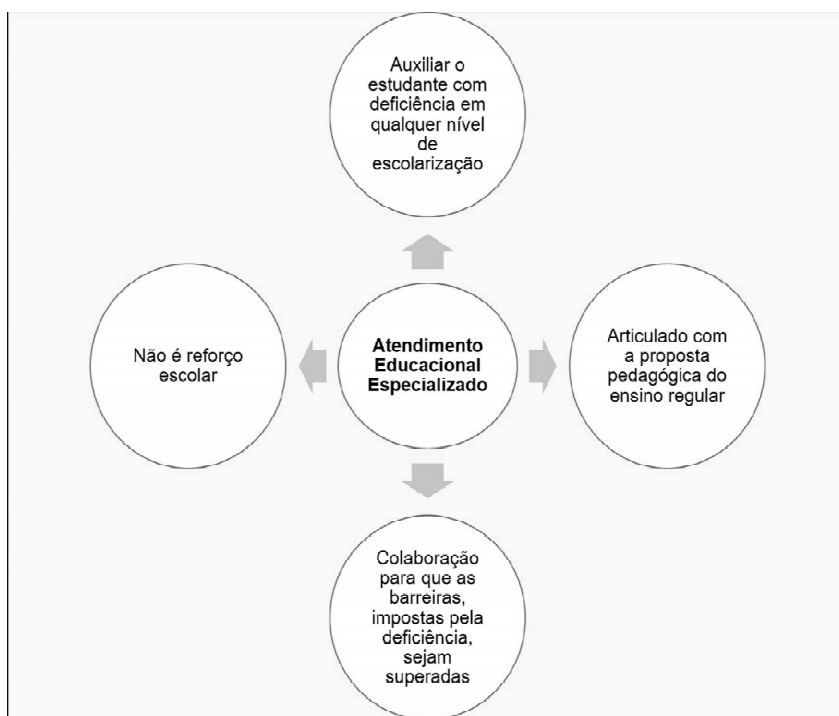 Auxiliar o
estudante com
deficiência em
qualquer nível
de
escolarização
Não é reforço
escolar
Atendimento
Educacional
Especializado
Articulado com
a proposta
pedagógica do
ensino regular
Colaboração
para que as
barreiras,
impostas pela
deficiência,
sejam
superadas